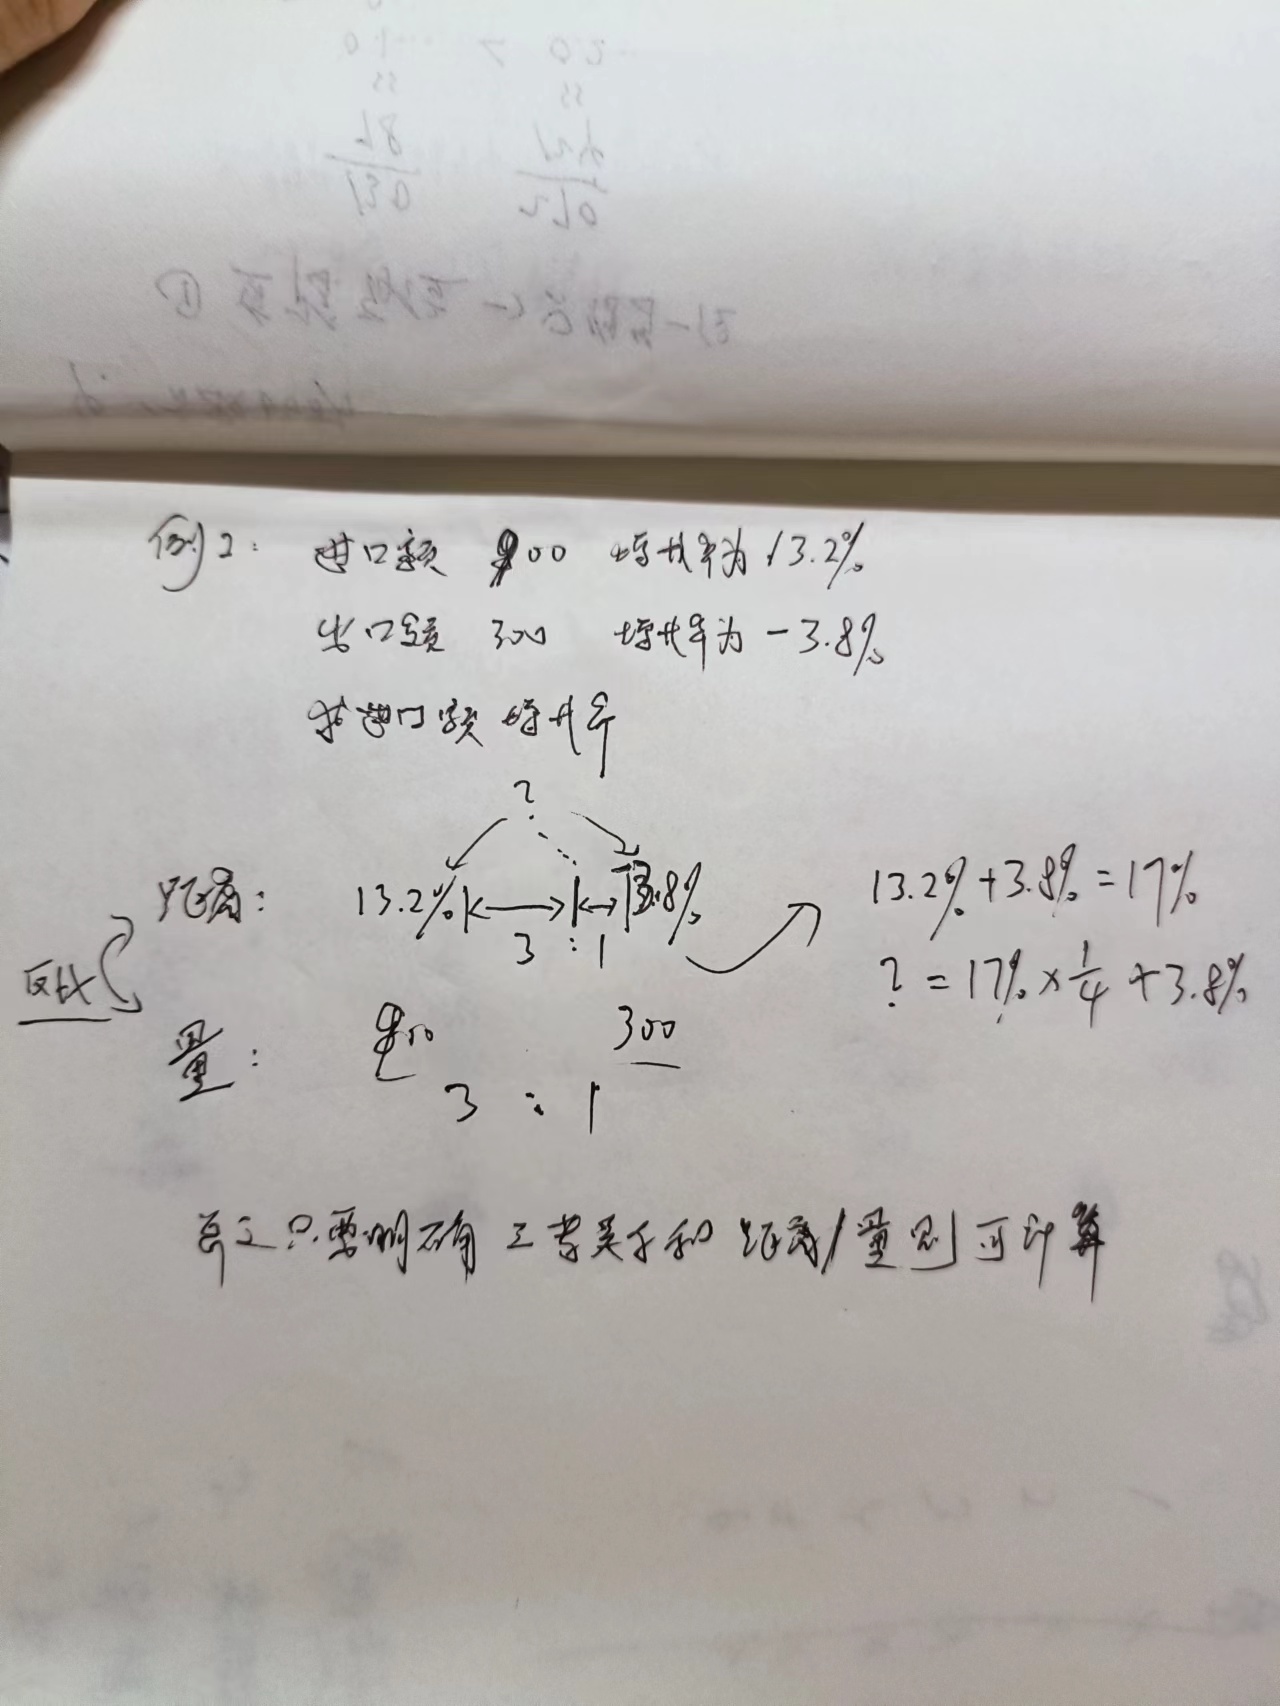 例2: 进口额 900 增长率为 13.2%
出口额 300 增长率为 -3.8%
求进口额增长率
?
距离: 13.2% 3.8% 13.2%+3.8%=17%
3 : 1
反比
? = 17% × 1/4 + 3.8%
量: 900 300
3 : 1
总之只要明确三者关系和距离/量则可计算